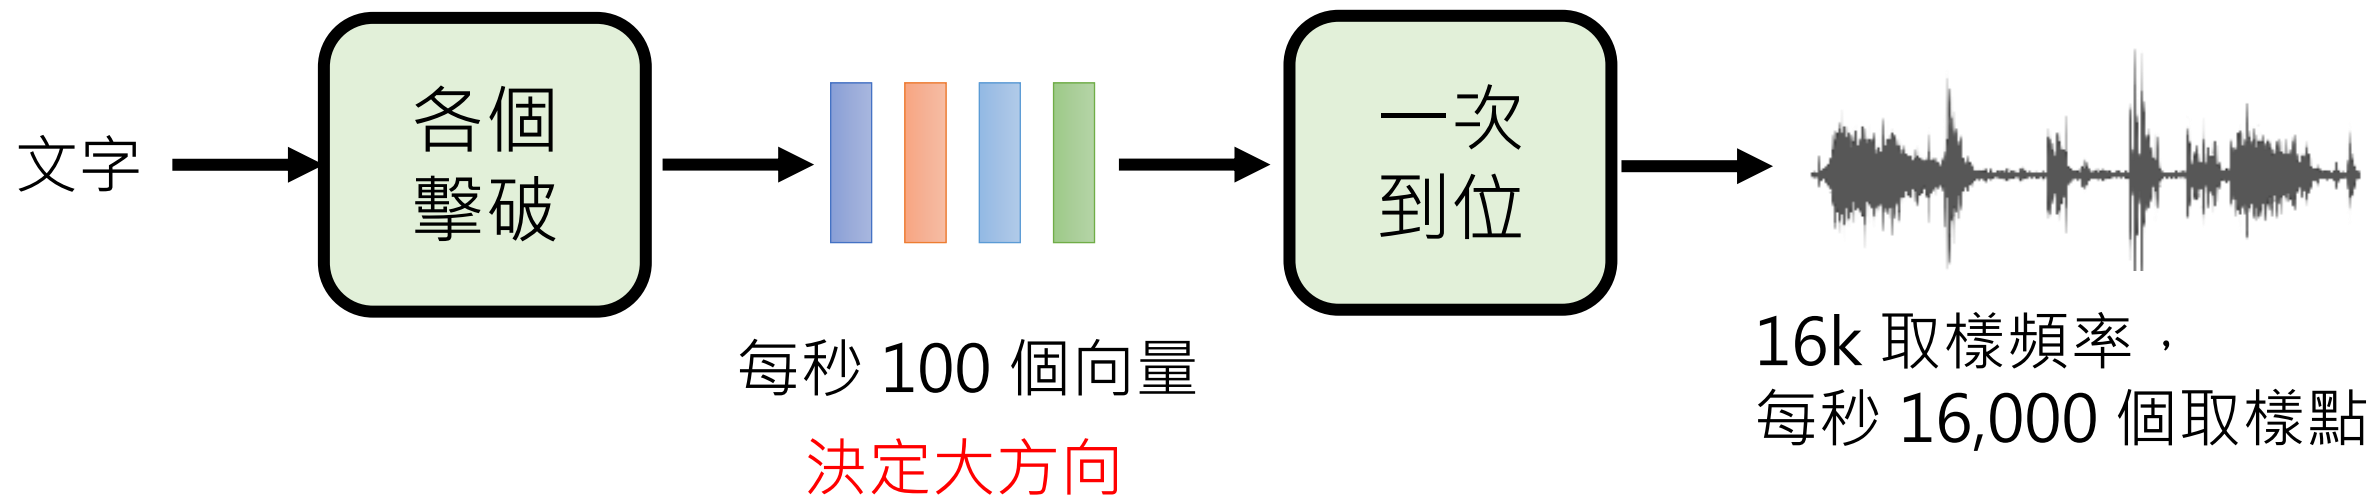 文字
各個
擊破
每秒 100 個向量
決定大方向
一次
到位
16k 取樣頻率，
每秒 16,000 個取樣點